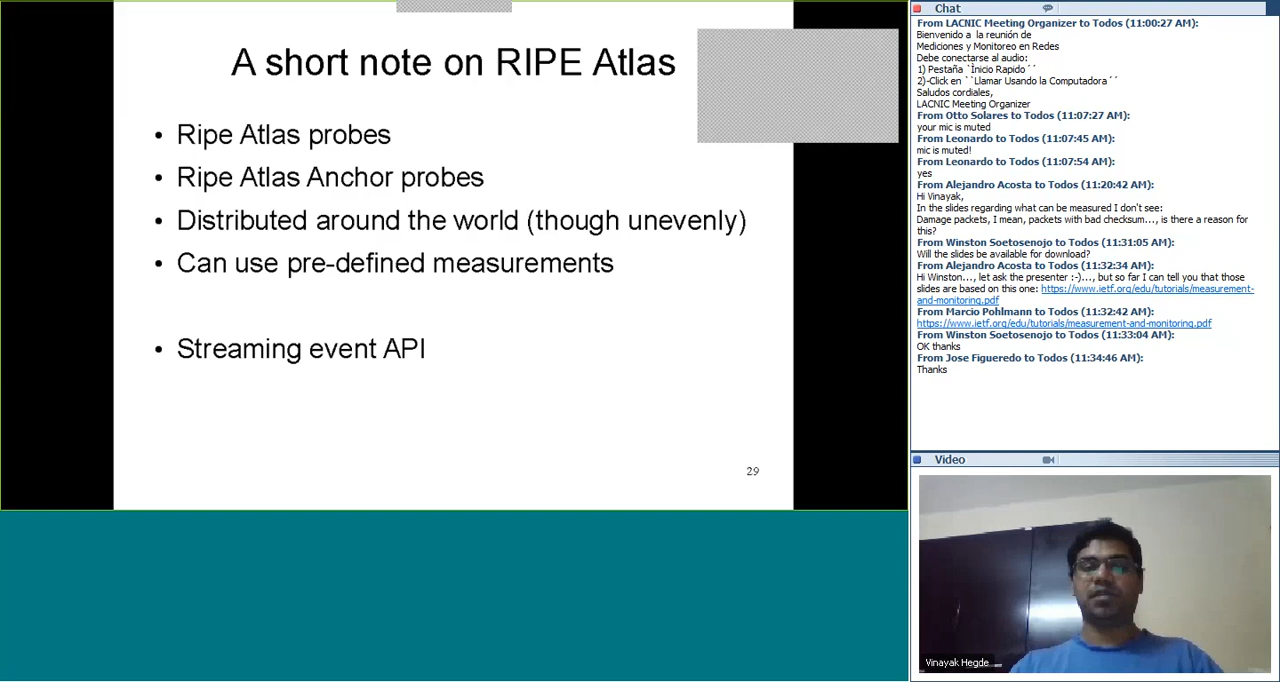 A short note on RIPE Atlas
• Ripe Atlas probes
• Ripe Atlas Anchor probes
• Distributed around the world (though unevenly)
• Can use pre-defined measurements
• Streaming event API
29
Chat
From LACNIC Meeting Organizer to Todos (11:00:27 AM):
Bienvenido a la reunión de
Mediciones y Monitoreo en Redes
Debe conectarse al audio:
1) Pestaña `Ìnicio Rapido´´
2)-Click en ``Llamar Usando la Computadora´´
Saludos cordiales,
LACNIC Meeting Organizer
From Otto Solares to Todos (11:07:27 AM):
your mic is muted
From Leonardo to Todos (11:07:45 AM):
mic is muted!
From Leonardo to Todos (11:07:54 AM):
yes
From Alejandro Acosta to Todos (11:20:42 AM):
Hi Vinayak,
In the slides regarding what can be measured I don't see:
Damage packets, I mean, packets with bad checksum..., is there a reason for
this?
From Winston Soetosenojo to Todos (11:31:05 AM):
Will the slides be available for download?
From Alejandro Acosta to Todos (11:32:34 AM):
Hi Winston..., let ask the presenter :-)..., but so far I can tell you that those
slides are based on this one: https://www.ietf.org/edu/tutorials/measurement-
and-monitoring.pdf
From Marcio Pohlmann to Todos (11:32:42 AM):
https://www.ietf.org/edu/tutorials/measurement-and-monitoring.pdf
From Winston Soetosenojo to Todos (11:33:04 AM):
OK thanks
From Jose Figueredo to Todos (11:34:46 AM):
Thanks
Video
Vinayak Hegde